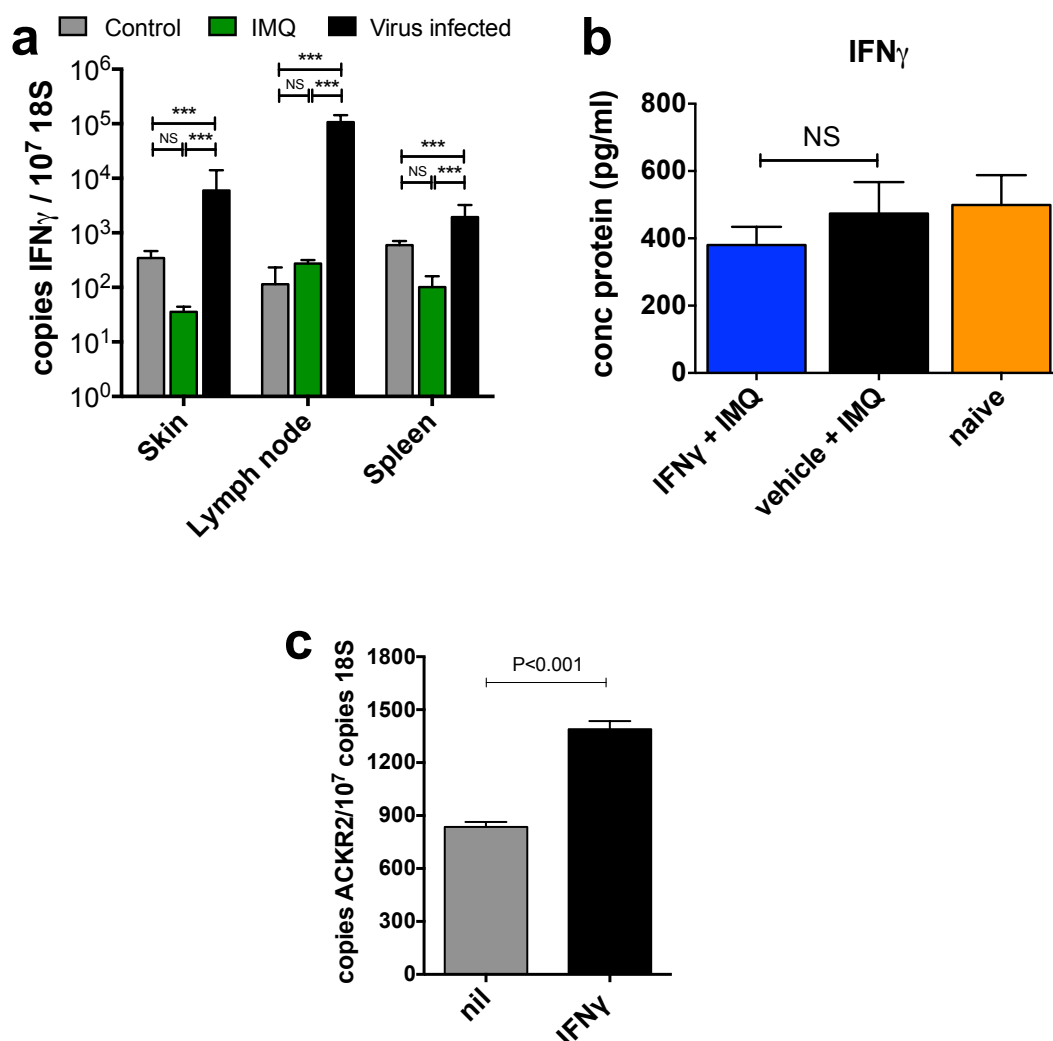 a
Control IMQ Virus infected
copies IFNγ / 10⁷ 18S
10⁶
10⁵
10⁴
10³
10²
10¹
10⁰
***
NS ***
***
NS ***
***
NS ***
Skin
Lymph node
Spleen
b
IFNγ
conc protein (pg/ml)
800
600
400
200
0
NS
IFNγ + IMQ
vehicle + IMQ
naive
c
copies ACKR2/10⁷ copies 18S
1800
1500
1200
900
600
300
0
P<0.001
nil
IFNγ